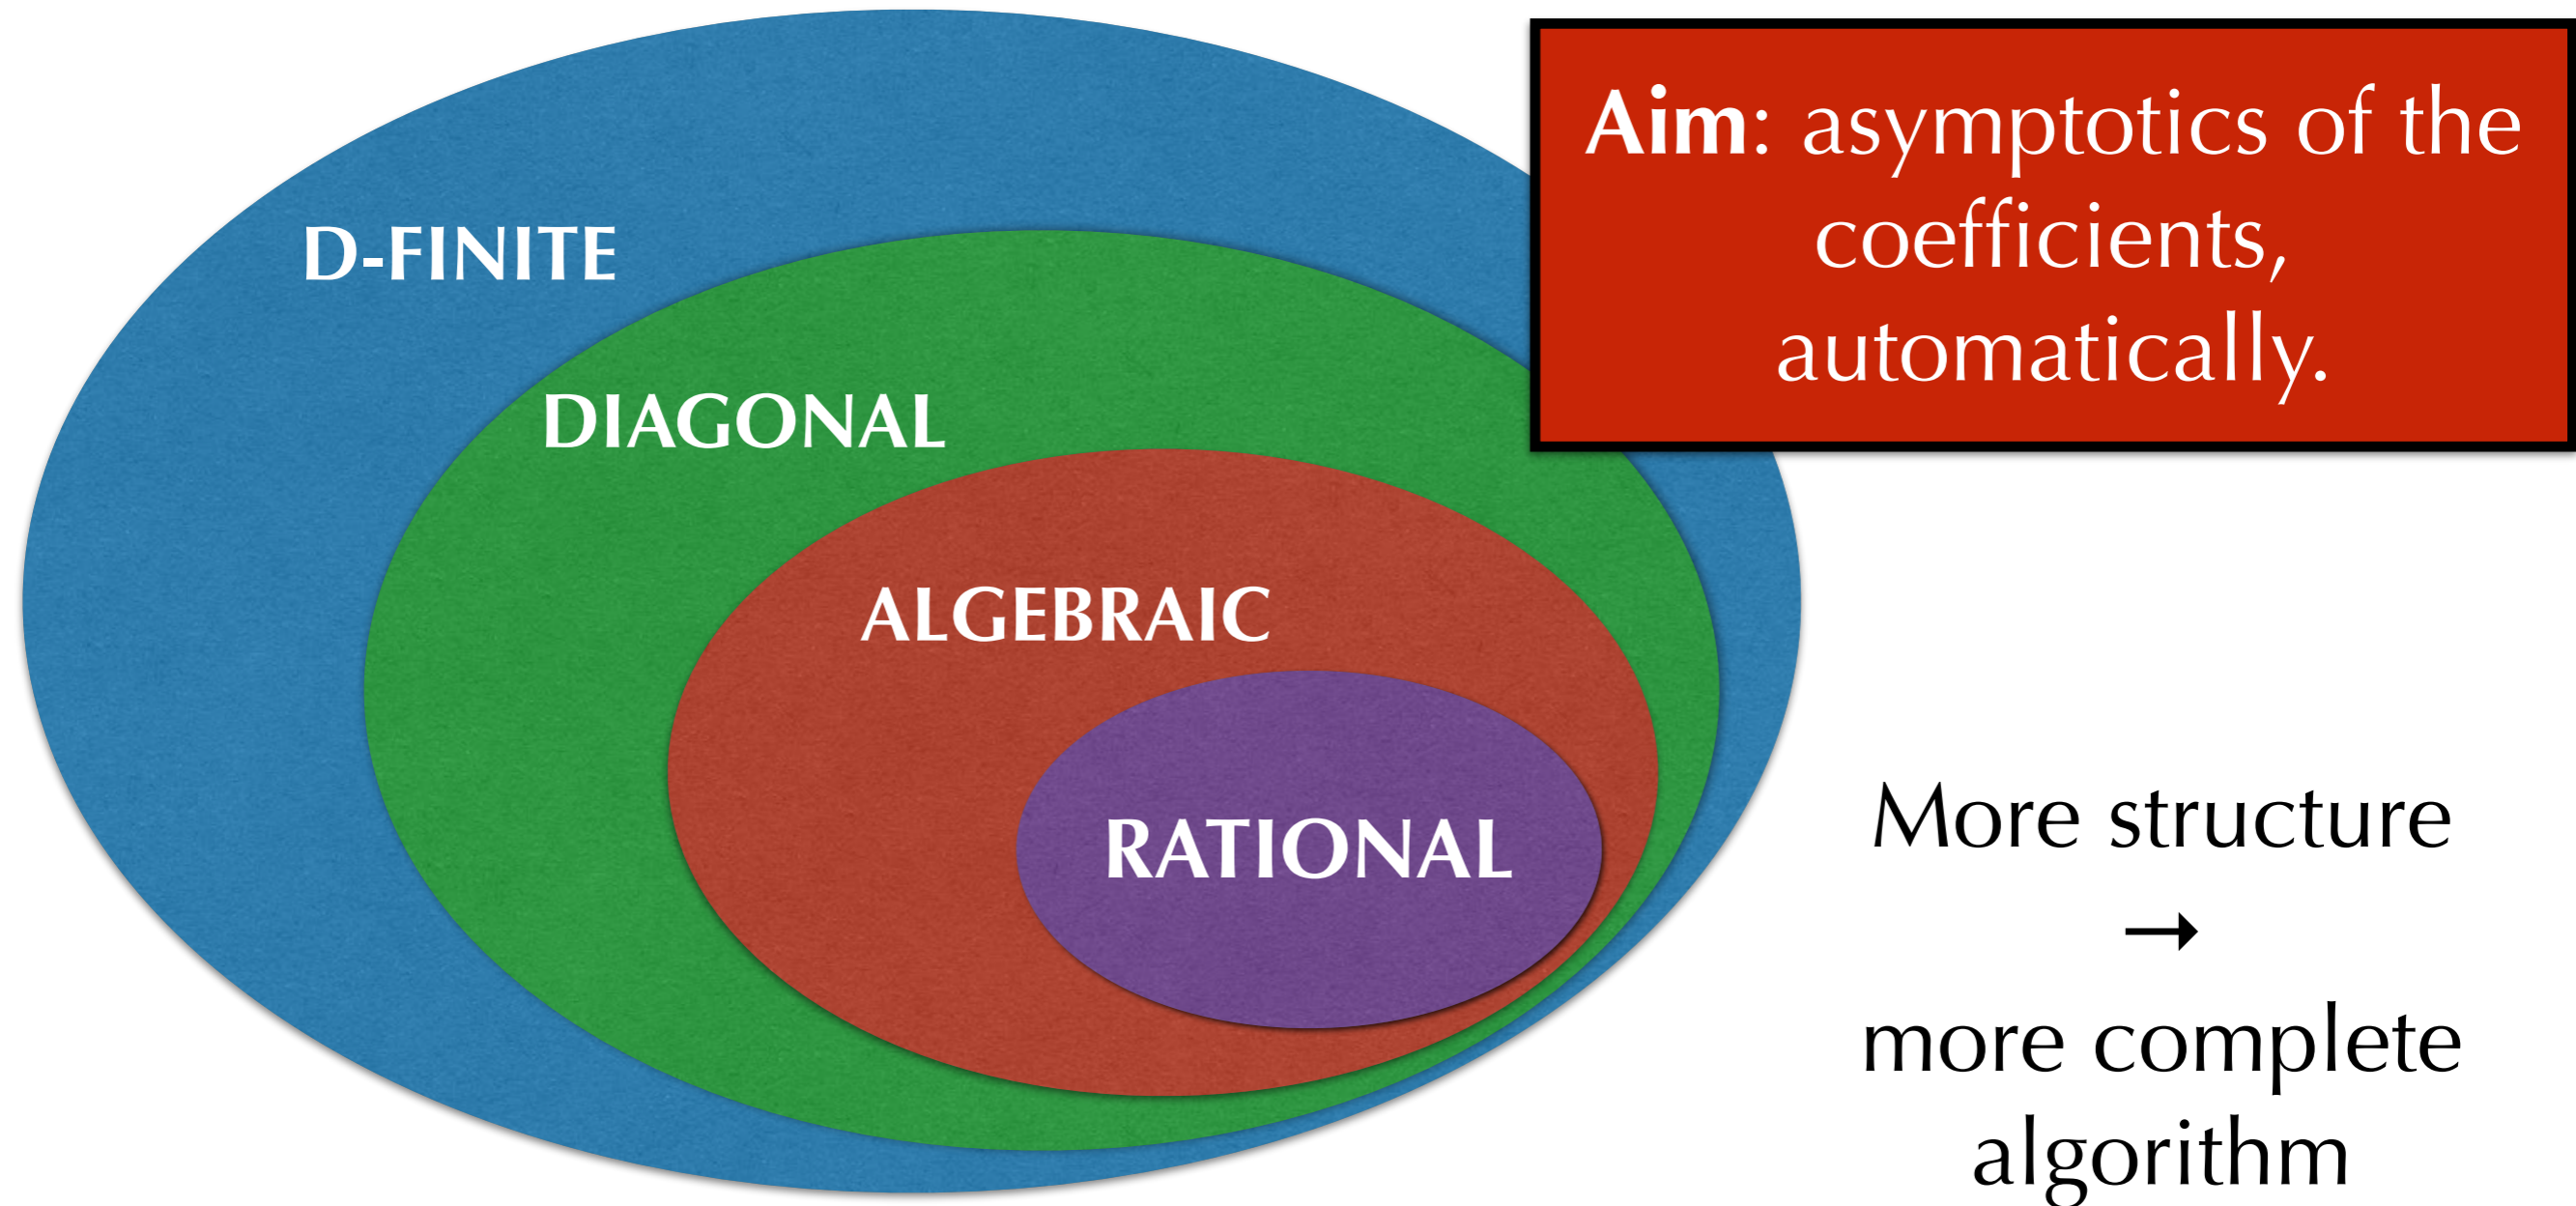 D-FINITE
DIAGONAL
ALGEBRAIC
RATIONAL
Aim: asymptotics of the
coefficients,
automatically.
More structure
→
more complete
algorithm